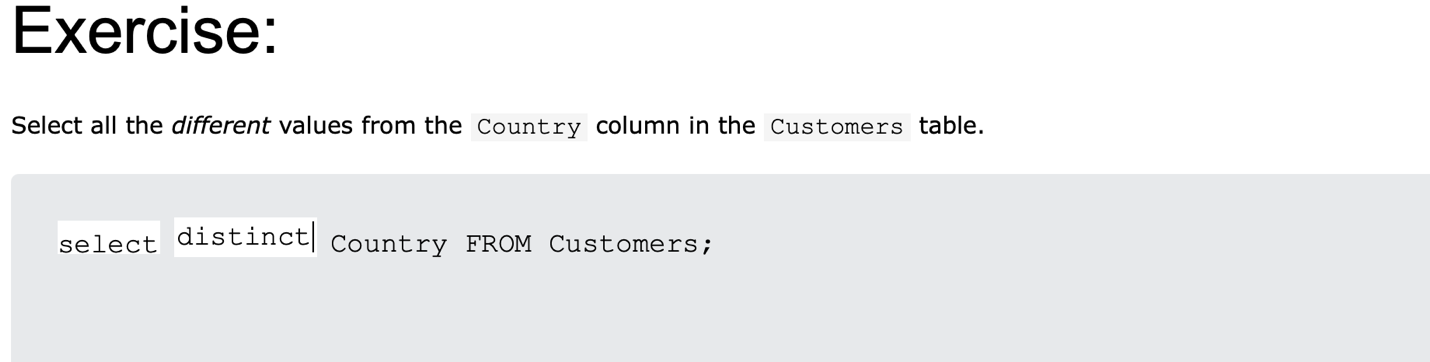 Exercise:
Select all the different values from the Country column in the Customers table.
select distinct Country FROM Customers;